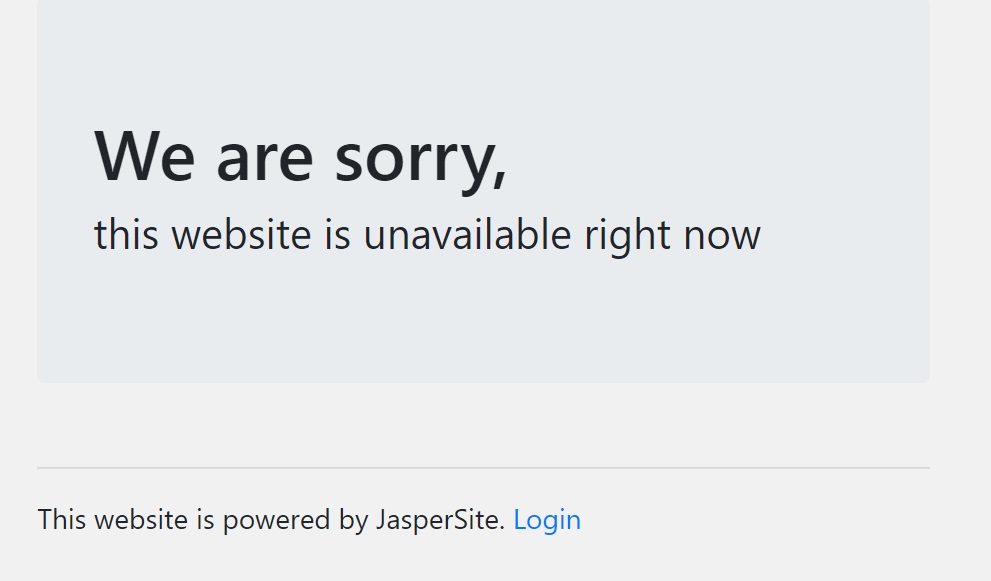 We are sorry,
this website is unavailable right now
This website is powered by JasperSite. Login